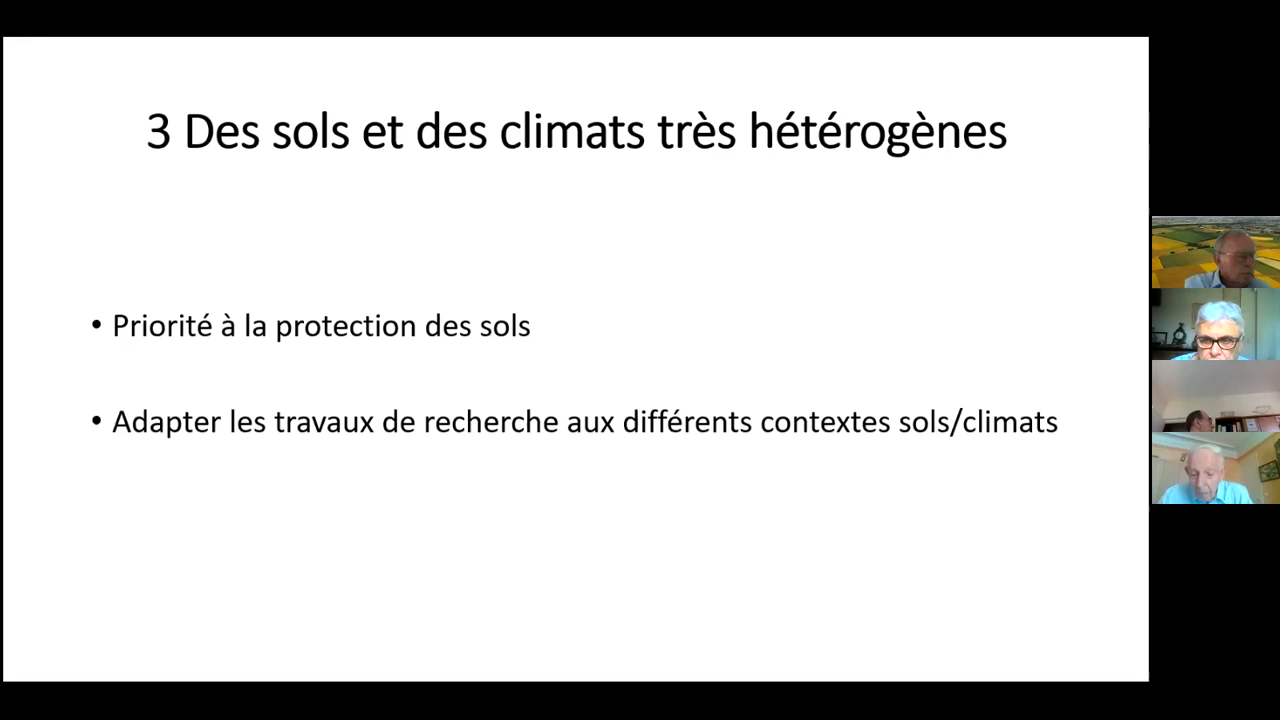 3 Des sols et des climats très hétérogènes
• Priorité à la protection des sols
• Adapter les travaux de recherche aux différents contextes sols/climats